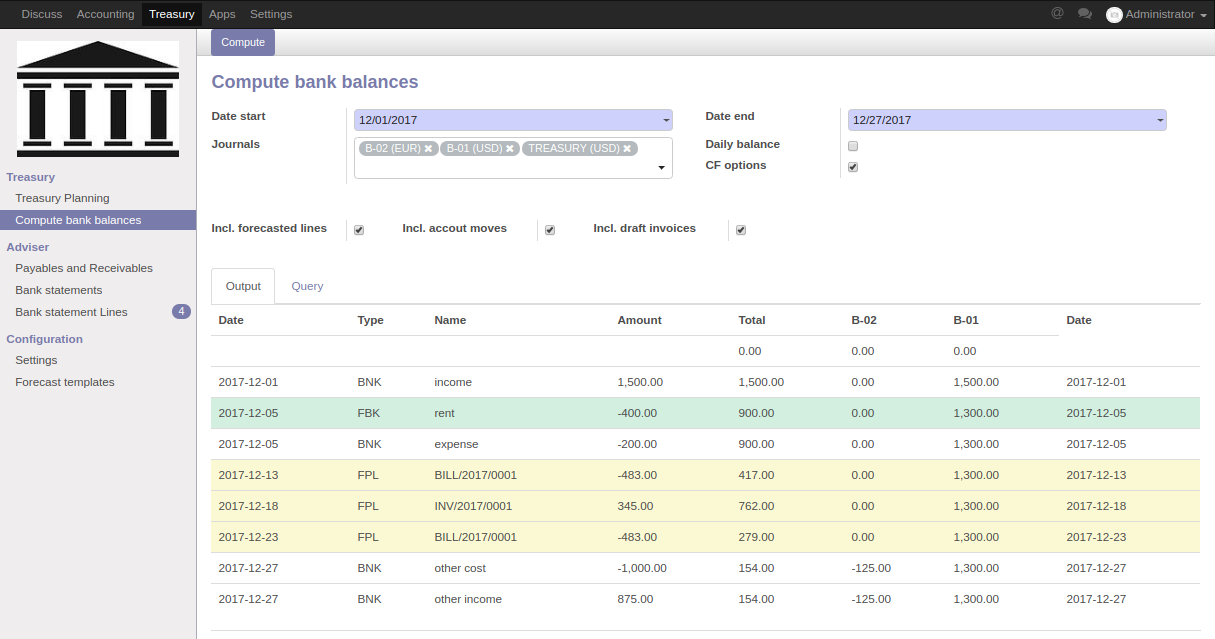 Discuss Accounting Treasury Apps Settings @ Administrator
Compute
Compute bank balances
Date start 12/01/2017 Date end 12/27/2017
Journals B-02 (EUR) ✖ B-01 (USD) ✖ TREASURY (USD) ✖ Daily balance
CF options
Incl. forecasted lines Incl. accout moves Incl. draft invoices
Treasury
Treasury Planning
Compute bank balances
Adviser
Payables and Receivables
Bank statements
Bank statement Lines 4
Configuration
Settings
Forecast templates
Output Query
Date Type Name Amount Total B-02 B-01 Date
0.00 0.00 0.00
2017-12-01 BNK income 1,500.00 1,500.00 0.00 1,500.00 2017-12-01
2017-12-05 FBK rent -400.00 900.00 0.00 1,300.00 2017-12-05
2017-12-05 BNK expense -200.00 900.00 0.00 1,300.00 2017-12-05
2017-12-13 FPL BILL/2017/0001 -483.00 417.00 0.00 1,300.00 2017-12-13
2017-12-18 FPL INV/2017/0001 345.00 762.00 0.00 1,300.00 2017-12-18
2017-12-23 FPL BILL/2017/0001 -483.00 279.00 0.00 1,300.00 2017-12-23
2017-12-27 BNK other cost -1,000.00 154.00 -125.00 1,300.00 2017-12-27
2017-12-27 BNK other income 875.00 154.00 -125.00 1,300.00 2017-12-27